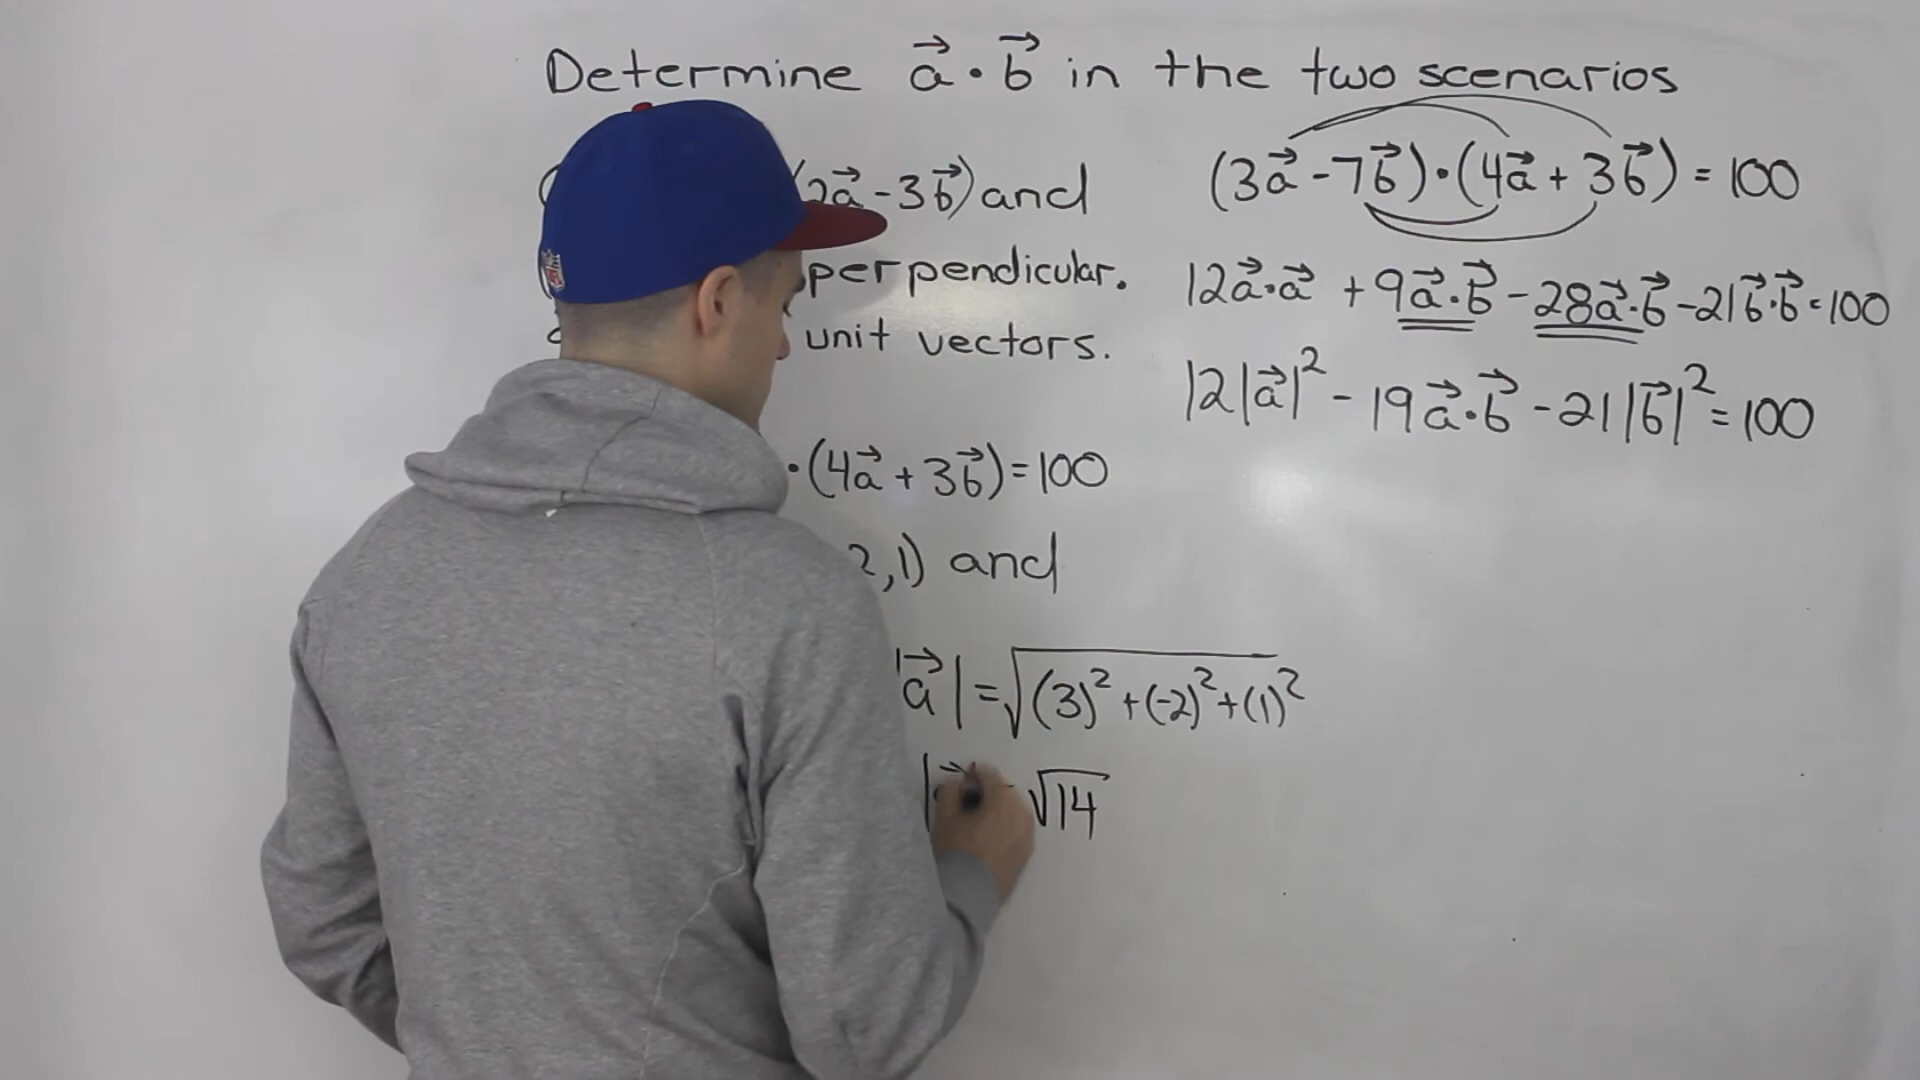 Determine a⃗ · b⃗ in the two scenarios
(2a⃗ - 3b⃗) and
perpendicular.
unit vectors.
· (4a⃗ + 3b⃗) = 100
2, 1) and
|a⃗| = √(3)² + (-2)² + (1)²
√14
(3a⃗ - 7b⃗) · (4a⃗ + 3b⃗) = 100
12a⃗·a⃗ + 9a⃗·b⃗ - 28a⃗·b⃗ - 21b⃗·b⃗ = 100
12|a⃗|² - 19a⃗·b⃗ - 21|b⃗|² = 100